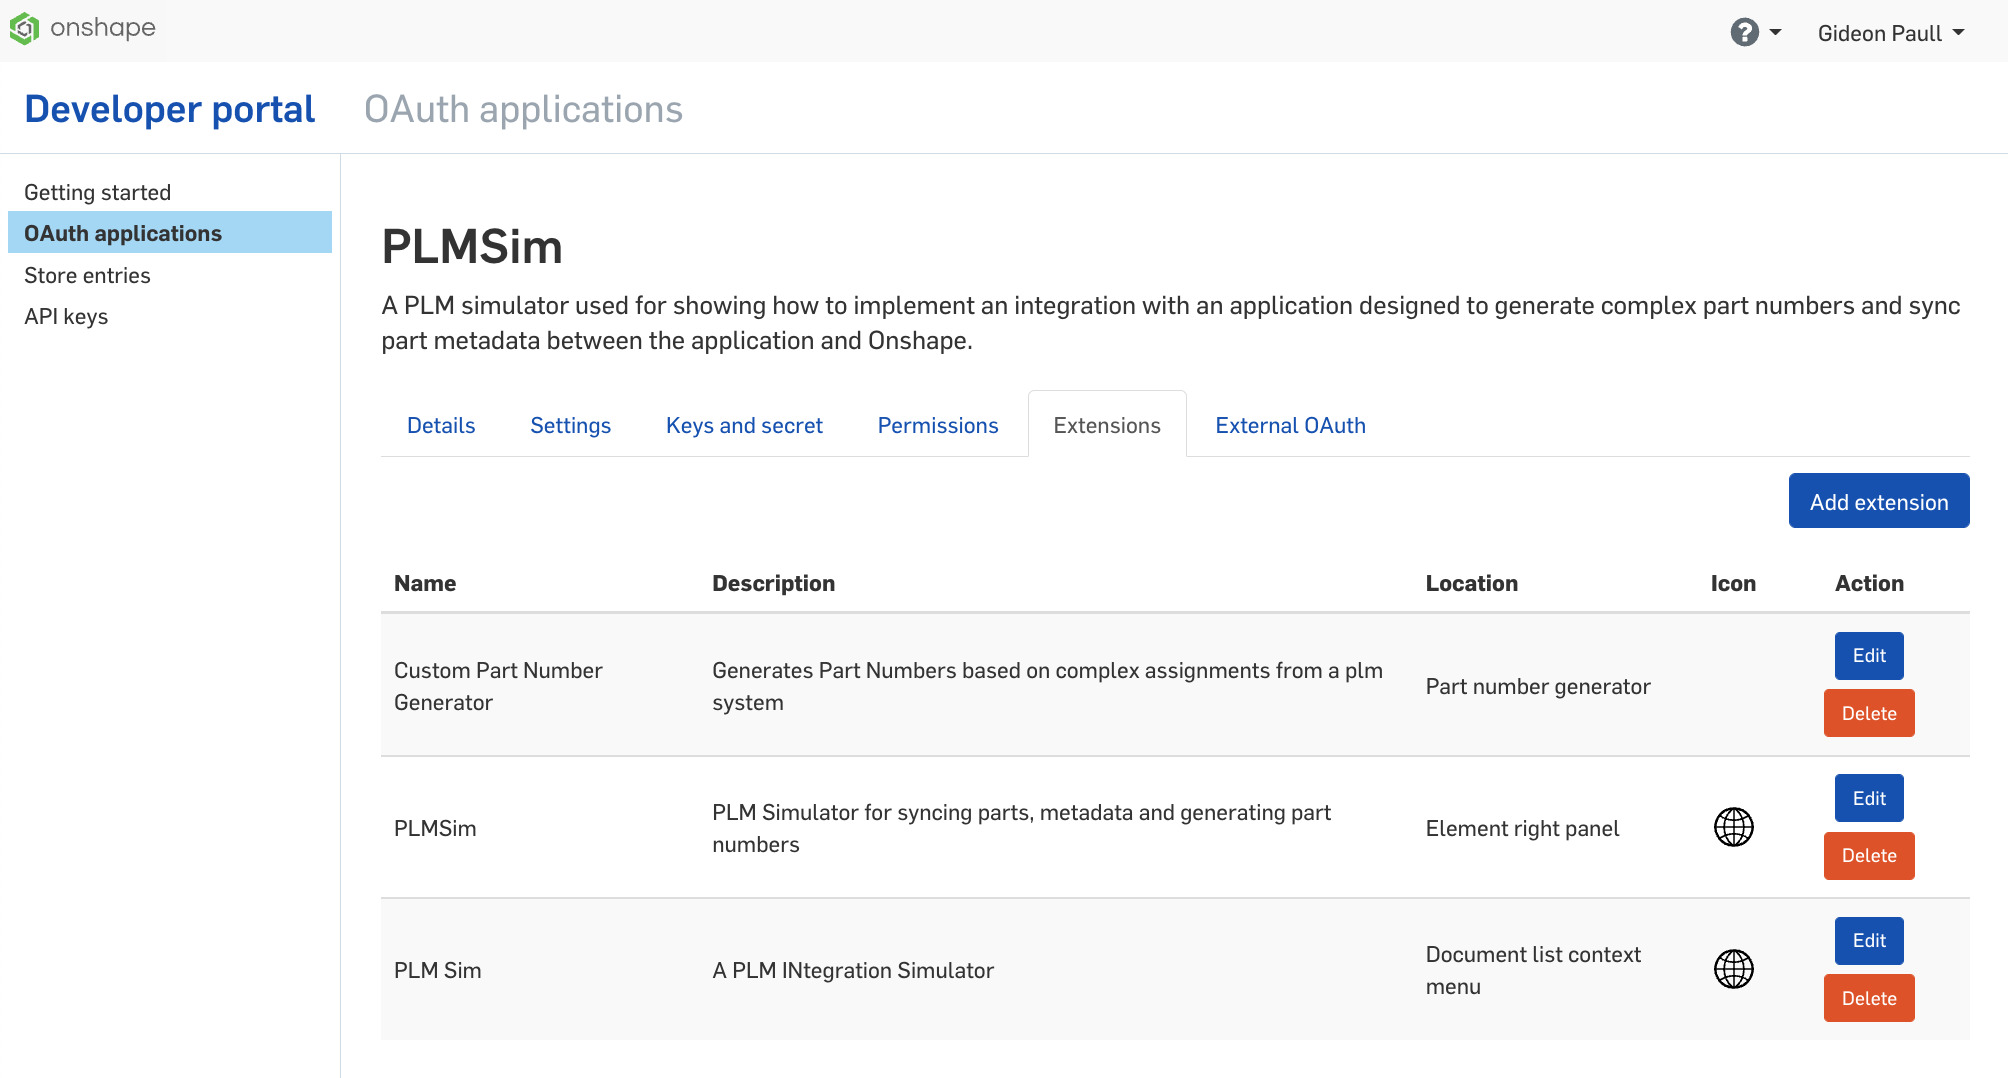 onshape
? Gideon Paull
Developer portal OAuth applications
Getting started
OAuth applications
Store entries
API keys
PLMSim
A PLM simulator used for showing how to implement an integration with an application designed to generate complex part numbers and sync
part metadata between the application and Onshape.
Details Settings Keys and secret Permissions Extensions External OAuth
Add extension
Name Description Location Icon Action
Custom Part Number
Generator
Generates Part Numbers based on complex assignments from a plm
system
Part number generator
Edit
Delete
PLMSim
PLM Simulator for syncing parts, metadata and generating part
numbers
Element right panel
Edit
Delete
PLM Sim
A PLM INtegration Simulator
Document list context
menu
Edit
Delete